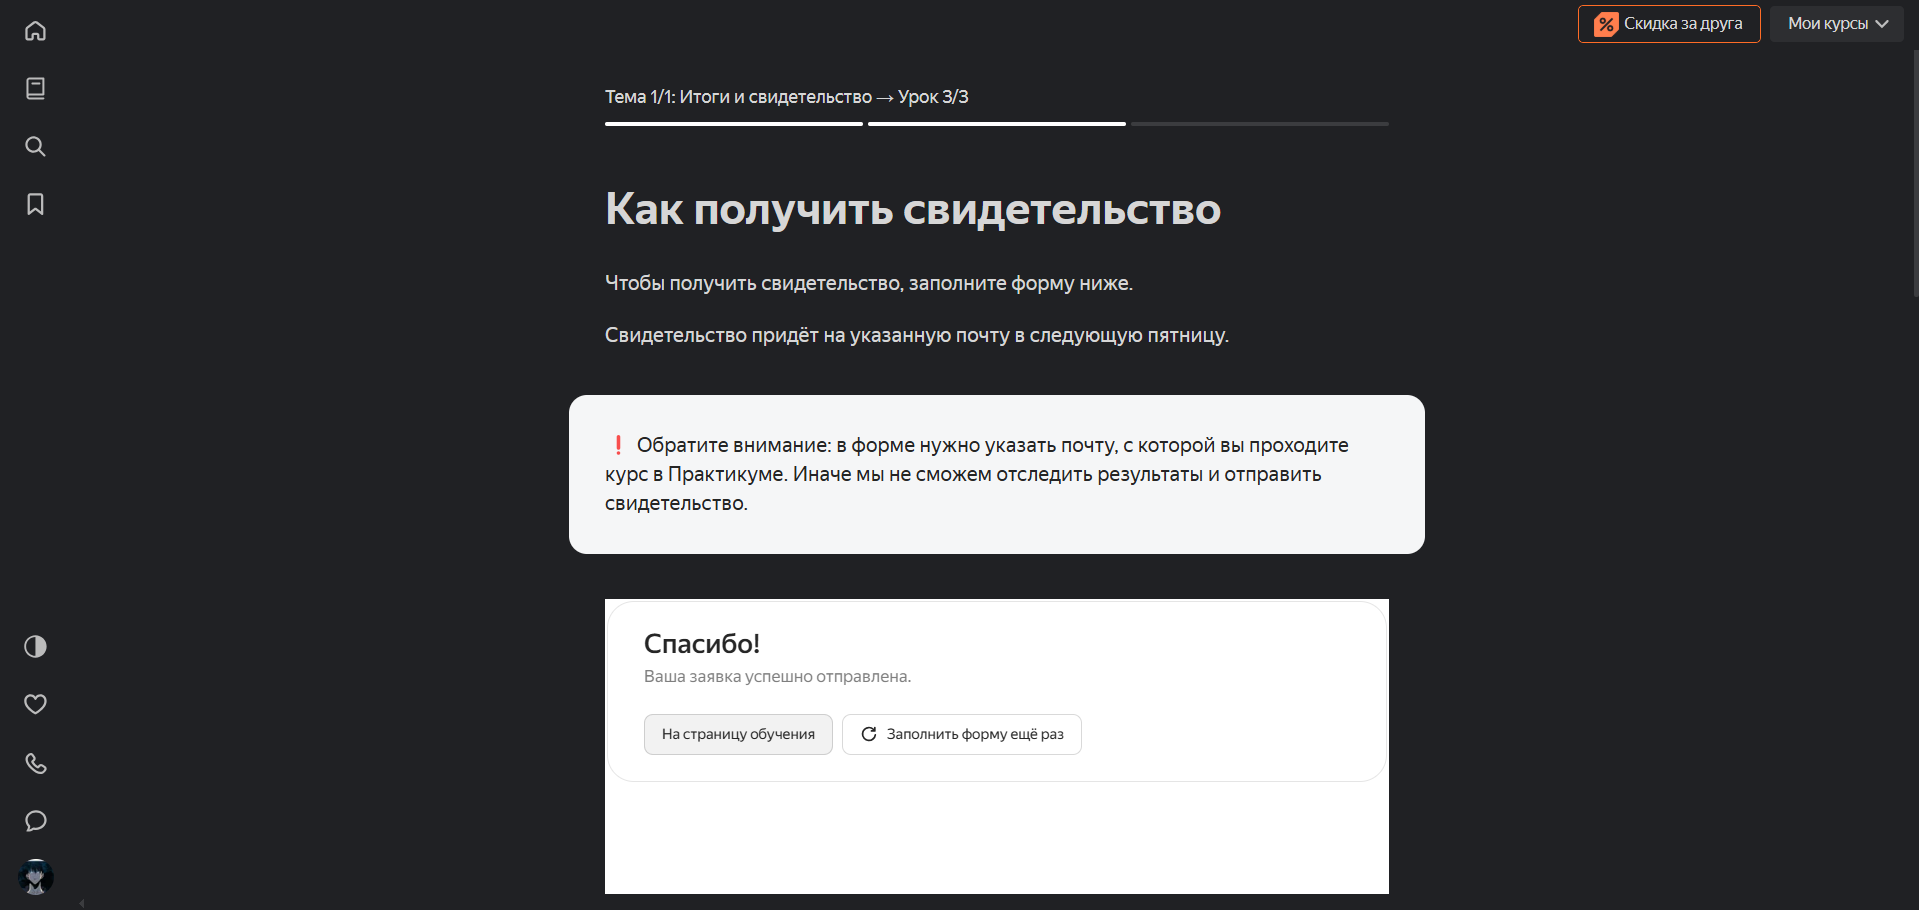 Скидка за друга
Мои курсы
Тема 1/1: Итоги и свидетельство → Урок 3/3
Как получить свидетельство
Чтобы получить свидетельство, заполните форму ниже.
Свидетельство придёт на указанную почту в следующую пятницу.
❗ Обратите внимание: в форме нужно указать почту, с которой вы проходите
курс в Практикуме. Иначе мы не сможем отследить результаты и отправить
свидетельство.
Спасибо!
Ваша заявка успешно отправлена.
На страницу обучения
Заполнить форму ещё раз